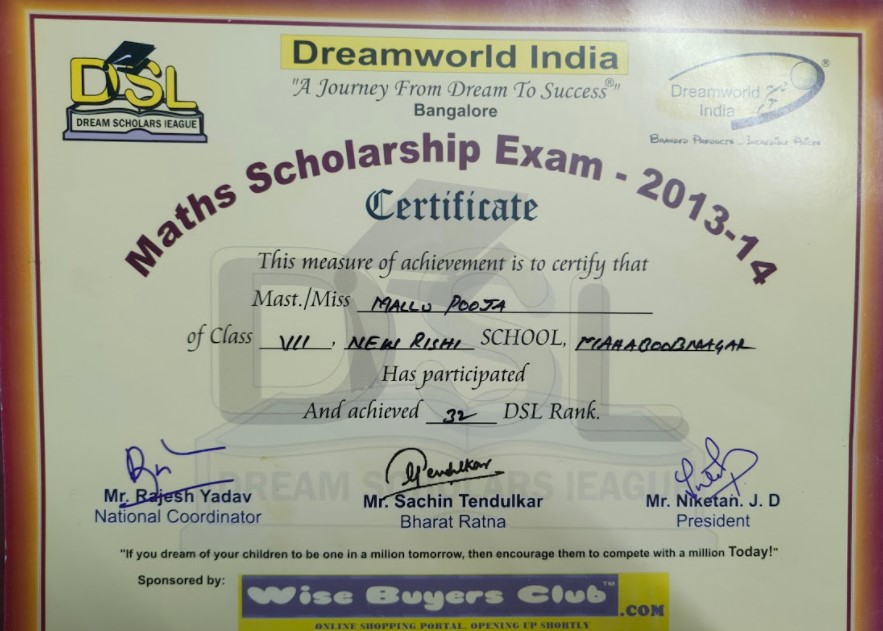 DSL
DREAM SCHOLARS lEAGUE
Dreamworld India
"A Journey From Dream To Success®"
Bangalore
Dreamworld
India
®
BRANDED PRODUCTS .. INCREDIBLE PRICES
Maths Scholarship Exam - 2013-14
Certificate
This measure of achievement is to certify that
Mast./Miss MALLU POOJA
of Class VII, NEW RISHI SCHOOL, MAHABOOBNAGAR
Has participated
And achieved 32 DSL Rank.
DSL
DREAM SCHOLARS lEAGUE
Tendulkar
Mr. Rajesh Yadav
National Coordinator
Mr. Sachin Tendulkar
Bharat Ratna
Mr. Niketan. J. D
President
"If you dream of your children to be one in a milion tomorrow, then encourage them to compete with a million Today!"
Sponsored by:
Wise Buyers Club™.COM
ONLINE SHOPPING PORTAL, OPENING UP SHORTLY